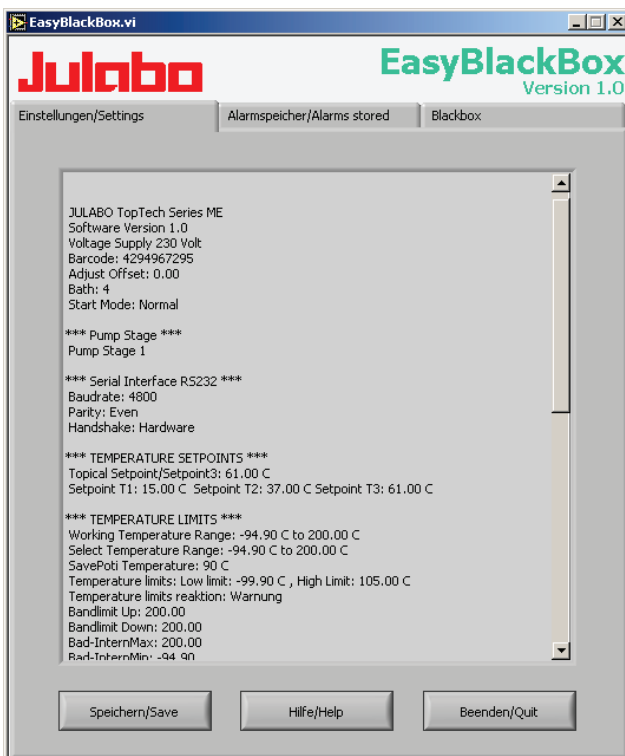 EasyBlackBox.vi
Julabo
EasyBlackBox
Version 1.0
Einstellungen/Settings
Alarmspeicher/Alarms stored
Blackbox
JULABO TopTech Series ME
Software Version 1.0
Voltage Supply 230 Volt
Barcode: 4294967295
Adjust Offset: 0.00
Bath: 4
Start Mode: Normal
*** Pump Stage ***
Pump Stage 1
*** Serial Interface RS232 ***
Baudrate: 4800
Parity: Even
Handshake: Hardware
*** TEMPERATURE SETPOINTS ***
Topical Setpoint/Setpoint3: 61.00 C
Setpoint T1: 15.00 C Setpoint T2: 37.00 C Setpoint T3: 61.00 C
*** TEMPERATURE LIMITS ***
Working Temperature Range: -94.90 C to 200.00 C
Select Temperature Range: -94.90 C to 200.00 C
SavePoti Temperature: 90 C
Temperature limits: Low limit: -99.90 C , High Limit: 105.00 C
Temperature limits reaktion: Warnung
Bandlimit Up: 200.00
Bandlimit Down: 200.00
Bad-InternMax: 200.00
Bad-InternMin: -94.90
Speichern/Save
Hilfe/Help
Beenden/Quit